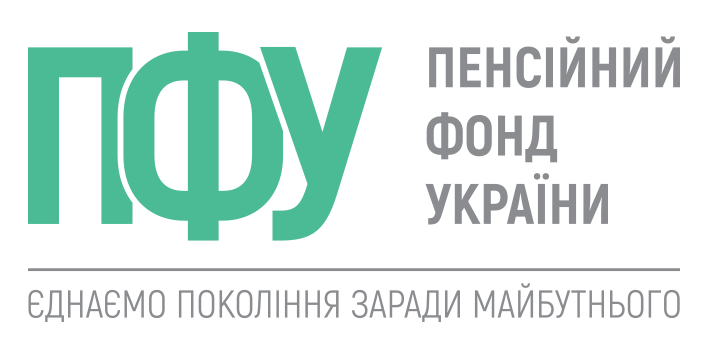 ПФУ
ПЕНСІЙНИЙ
ФОНД
УКРАЇНИ
ЄДНАЄМО ПОКОЛІННЯ ЗАРАДИ МАЙБУТНЬОГО